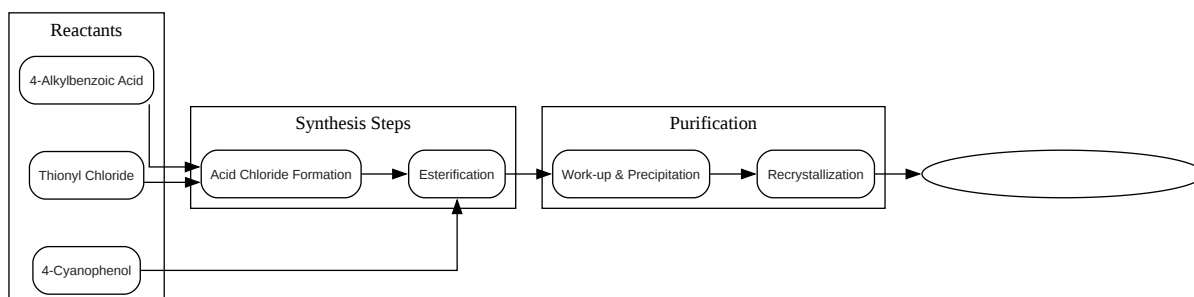 Reactants
4-Alkylbenzoic Acid
Thionyl Chloride
4-Cyanophenol
Synthesis Steps
Acid Chloride Formation
Esterification
Purification
Work-up & Precipitation
Recrystallization